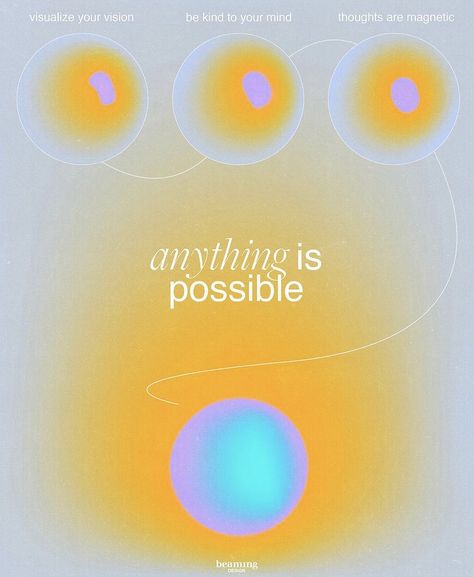 visualize your vision
be kind to your mind
thoughts are magnetic
anything is
possible
beaming
DESIGN